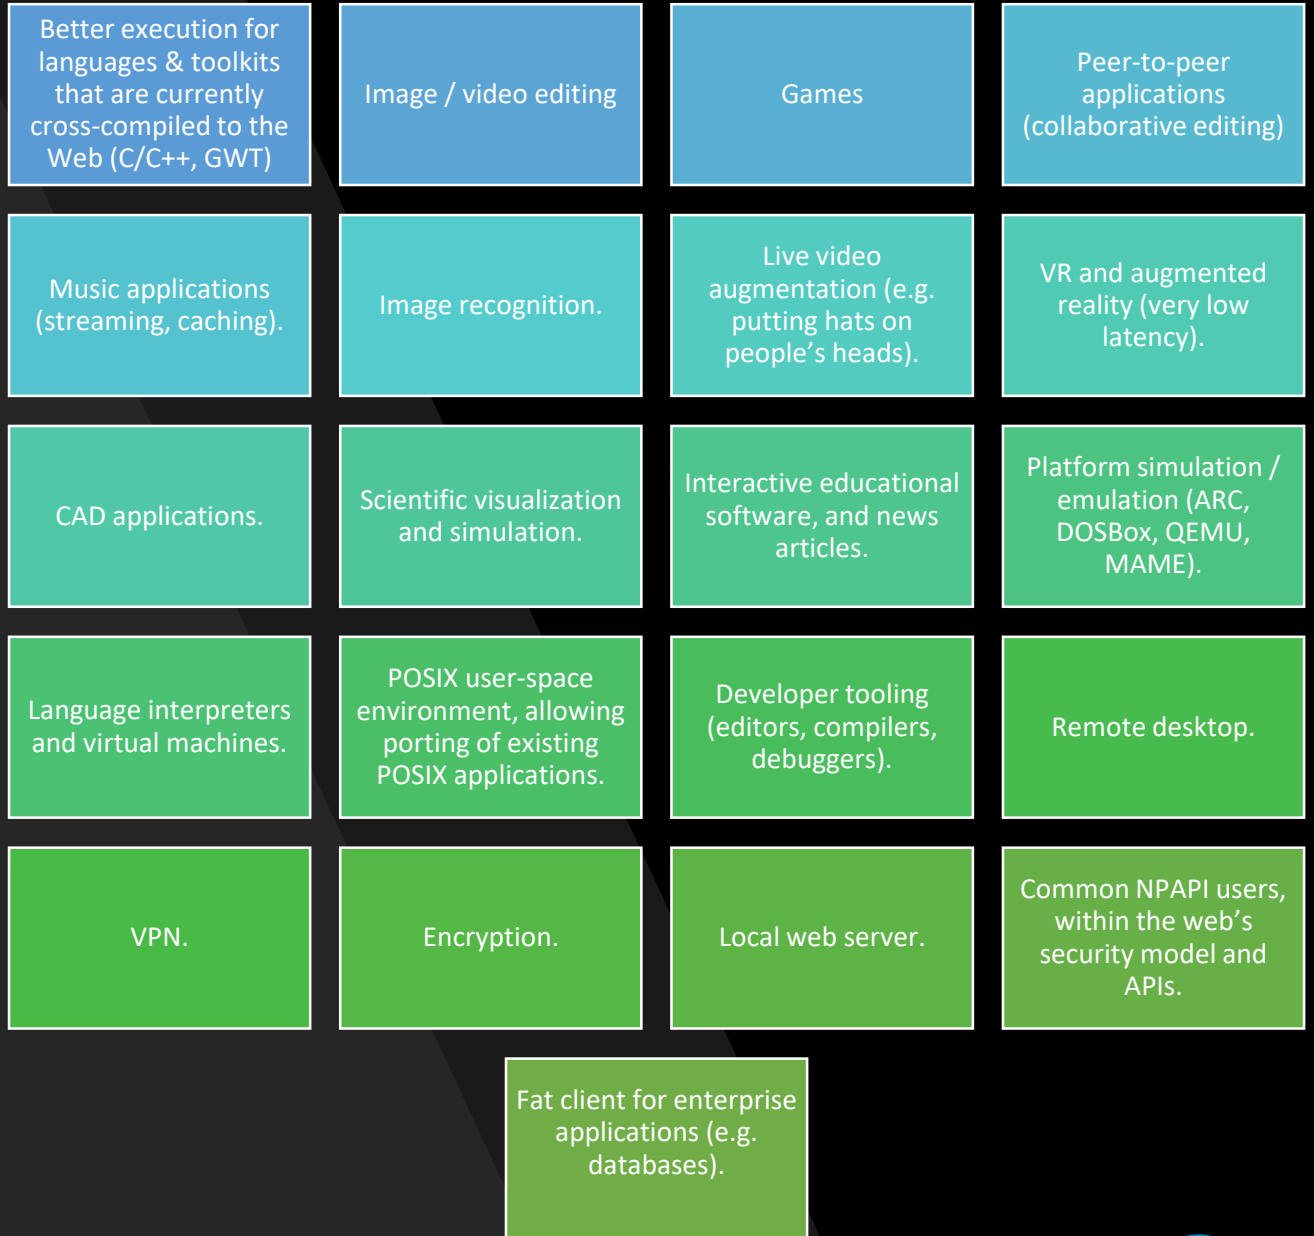 Better execution for
languages & toolkits
that are currently
cross-compiled to the
Web (C/C++, GWT)
Image / video editing
Games
Peer-to-peer
applications
(collaborative editing)
Music applications
(streaming, caching).
Image recognition.
Live video
augmentation (e.g.
putting hats on
people’s heads).
VR and augmented
reality (very low
latency).
CAD applications.
Scientific visualization
and simulation.
Interactive educational
software, and news
articles.
Platform simulation /
emulation (ARC,
DOSBox, QEMU,
MAME).
Language interpreters
and virtual machines.
POSIX user-space
environment, allowing
porting of existing
POSIX applications.
Developer tooling
(editors, compilers,
debuggers).
Remote desktop.
VPN.
Encryption.
Local web server.
Common NPAPI users,
within the web’s
security model and
APIs.
Fat client for enterprise
applications (e.g.
databases).